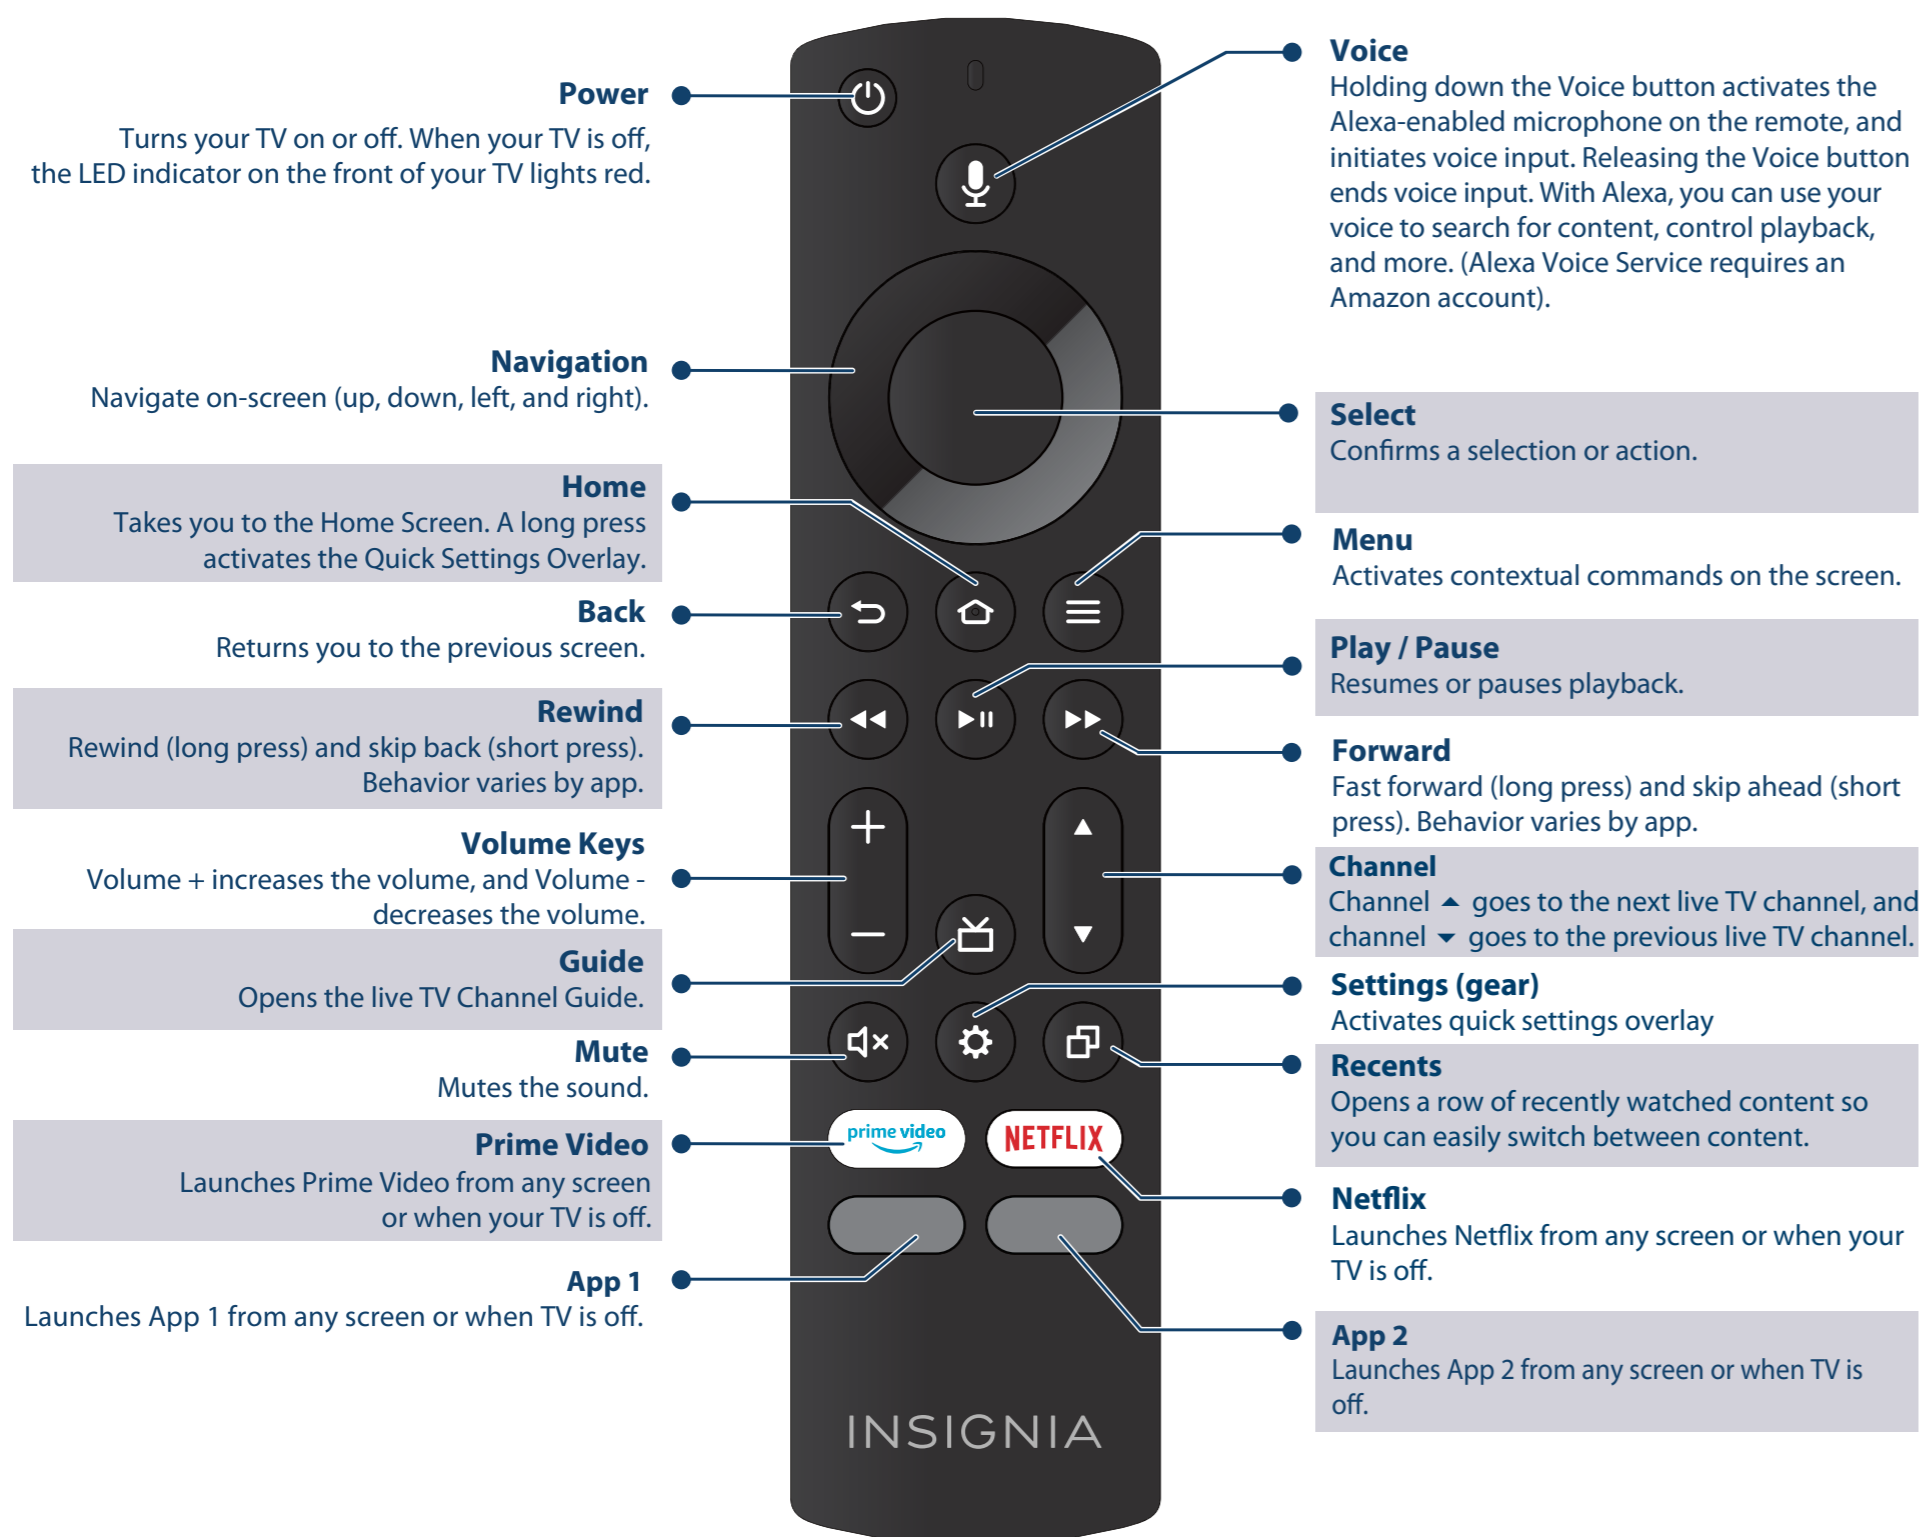 Power
Turns your TV on or off. When your TV is off,
the LED indicator on the front of your TV lights red.
Navigation
Navigate on-screen (up, down, left, and right).
Home
Takes you to the Home Screen. A long press
activates the Quick Settings Overlay.
Back
Returns you to the previous screen.
Rewind
Rewind (long press) and skip back (short press).
Behavior varies by app.
Volume Keys
Volume + increases the volume, and Volume -
decreases the volume.
Guide
Opens the live TV Channel Guide.
Mute
Mutes the sound.
Prime Video
Launches Prime Video from any screen
or when your TV is off.
App 1
Launches App 1 from any screen or when TV is off.
prime video
NETFLIX
INSIGNIA
Voice
Holding down the Voice button activates the
Alexa-enabled microphone on the remote, and
initiates voice input. Releasing the Voice button
ends voice input. With Alexa, you can use your
voice to search for content, control playback,
and more. (Alexa Voice Service requires an
Amazon account).
Select
Confirms a selection or action.
Menu
Activates contextual commands on the screen.
Play / Pause
Resumes or pauses playback.
Forward
Fast forward (long press) and skip ahead (short
press). Behavior varies by app.
Channel
Channel ▲ goes to the next live TV channel, and
channel ▼ goes to the previous live TV channel.
Settings (gear)
Activates quick settings overlay
Recents
Opens a row of recently watched content so
you can easily switch between content.
Netflix
Launches Netflix from any screen or when your
TV is off.
App 2
Launches App 2 from any screen or when TV is
off.